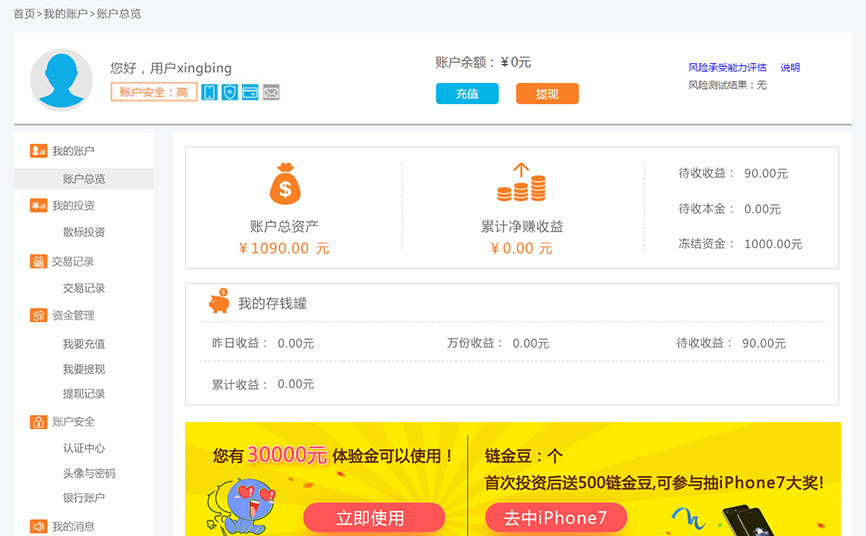 首页>我的账户>账户总览
您好，用户xingbing
账户安全：高
账户余额：¥0元
充值
提现
风险承受能力评估 说明
风险测试结果：无
我的账户
账户总览
我的投资
散标投资
交易记录
交易记录
资金管理
我要充值
我要提现
提现记录
账户安全
认证中心
头像与密码
银行账户
我的消息
账户总资产
¥1090.00 元
累计净赚收益
¥0.00 元
待收收益： 90.00元
待收本金： 0.00元
冻结资金： 1000.00元
我的存钱罐
昨日收益： 0.00元
万份收益： 0.00元
待收收益： 90.00元
累计收益： 0.00元
您有30000元 体验金可以使用！
立即使用
链金豆：个
首次投资后送500链金豆,可参与抽iPhone7大奖!
去中iPhone7